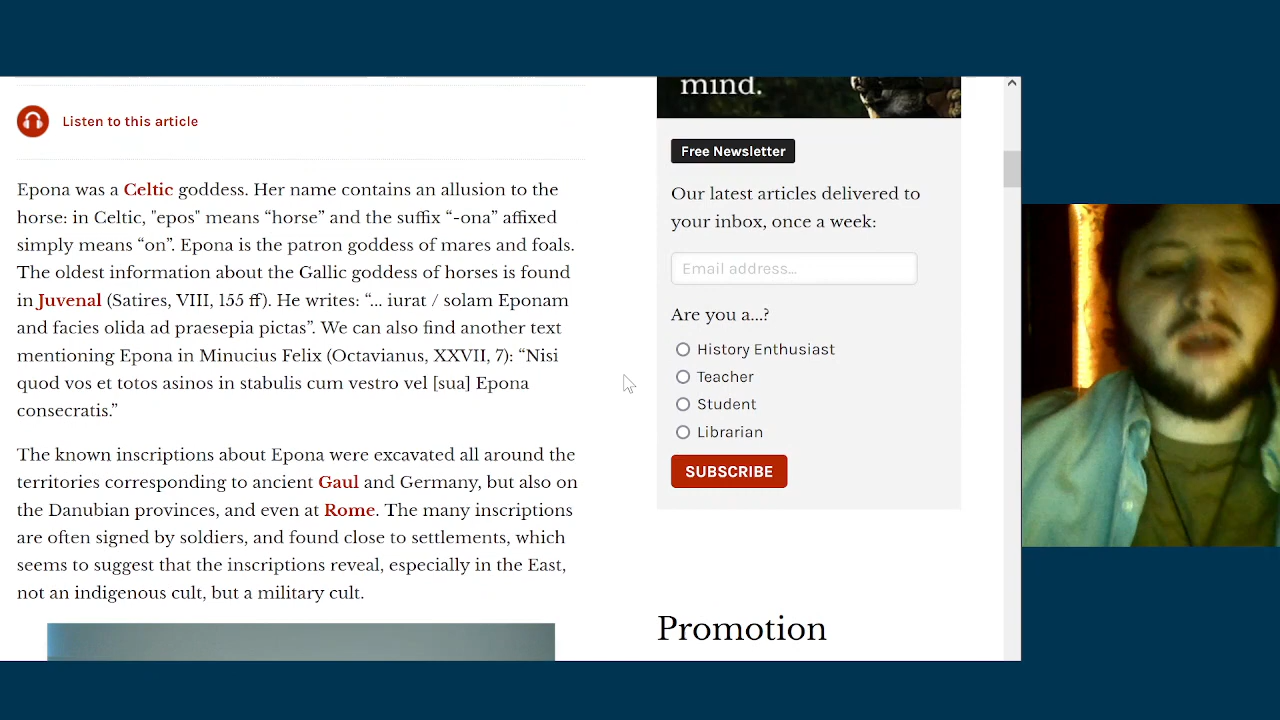 Listen to this article
Epona was a Celtic goddess. Her name contains an allusion to the
horse: in Celtic, "epos" means “horse” and the suffix “-ona” affixed
simply means “on”. Epona is the patron goddess of mares and foals.
The oldest information about the Gallic goddess of horses is found
in Juvenal (Satires, VIII, 155 ff). He writes: “... iurat / solam Eponam
and facies olida ad praesepia pictas”. We can also find another text
mentioning Epona in Minucius Felix (Octavianus, XXVII, 7): “Nisi
quod vos et totos asinos in stabulis cum vestro vel [sua] Epona
consecratis.”
The known inscriptions about Epona were excavated all around the
territories corresponding to ancient Gaul and Germany, but also on
the Danubian provinces, and even at Rome. The many inscriptions
are often signed by soldiers, and found close to settlements, which
seems to suggest that the inscriptions reveal, especially in the East,
not an indigenous cult, but a military cult.
mind.
Free Newsletter
Our latest articles delivered to
your inbox, once a week:
Email address...
Are you a...?
History Enthusiast
Teacher
Student
Librarian
SUBSCRIBE
Promotion